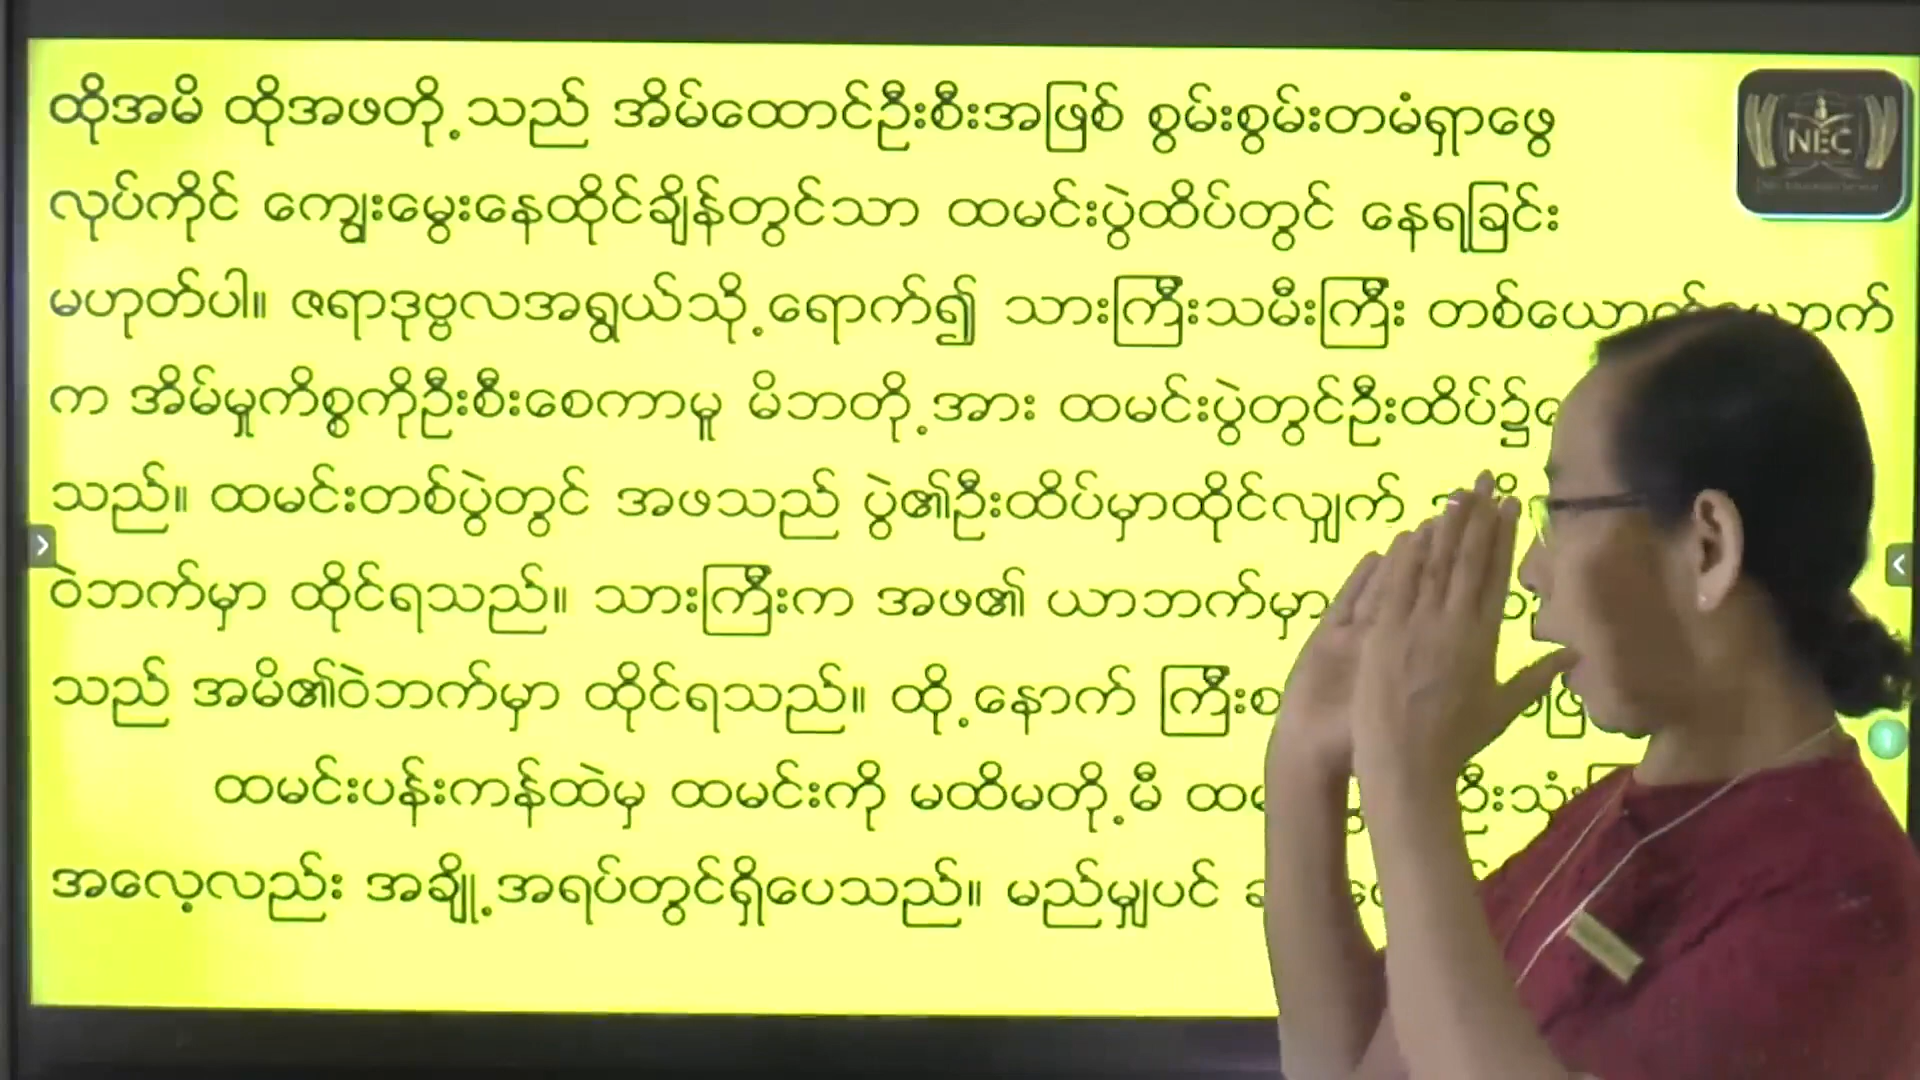 ထိုအမိ ထိုအဖတို့သည် အိမ်ထောင်ဦးစီးအဖြစ် စွမ်းစွမ်းတမံရှာဖွေ
NEC
လုပ်ကိုင် ကျွေးမွေးနေထိုင်ချိန်တွင်သာ ထမင်းပွဲထိပ်တွင် နေရခြင်း
မဟုတ်ပါ။ ဇရာဒုဗ္ဗလအရွယ်သို့ရောက်၍ သားကြီးသမီးကြီး
က အိမ်မှုကိစ္စကိုဦးစီးစေကာမူ မိဘတို့အား ထမင်းပွဲတွင်ဦးထိပ်၌
သည်။ ထမင်းတစ်ပွဲတွင် အဖသည် ပွဲ၏ဦးထိပ်မှာထိုင်လျှက်
ဝဲဘက်မှာ ထိုင်ရသည်။ သားကြီးက အဖ၏ ယာဘက်မှာ
သည် အမိ၏ဝဲဘက်မှာ ထိုင်ရသည်။ ထို့နောက်
ထမင်းပန်းကန်ထဲမှ ထမင်းကို မထိမတို့မီ
အလေ့လည်း အချို့အရပ်တွင်ရှိပေသည်။ မည်မျှပင်